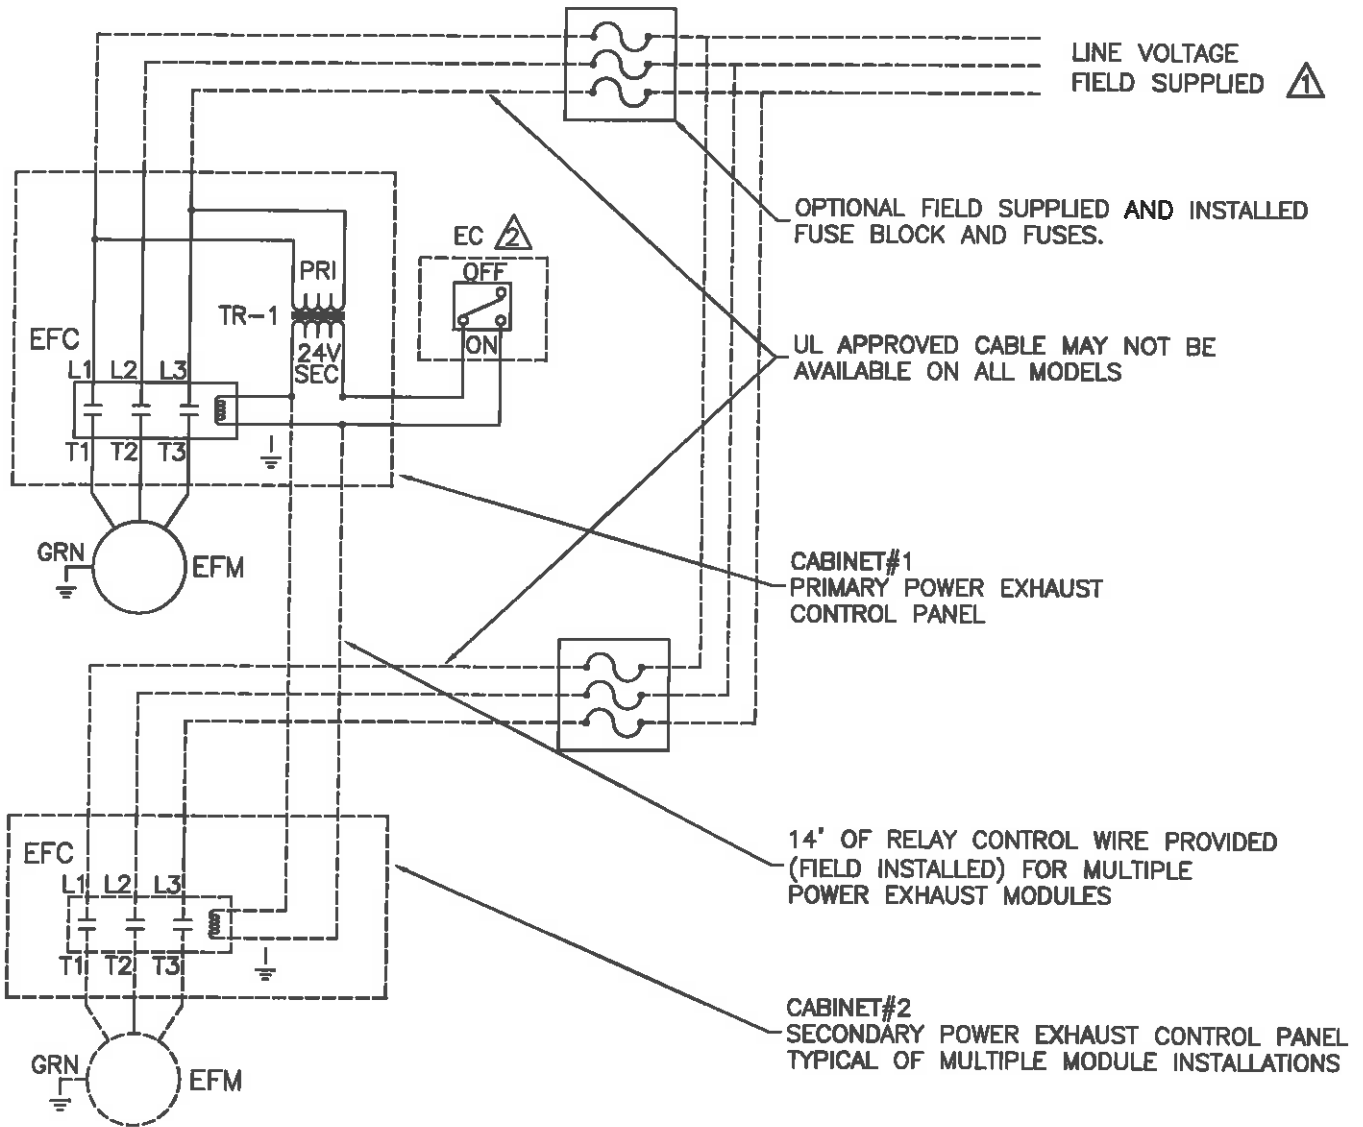 LINE VOLTAGE
FIELD SUPPLIED 1
OPTIONAL FIELD SUPPLIED AND INSTALLED
FUSE BLOCK AND FUSES.
EC 2
OFF
ON
PRI
TR-1
24V
SEC
EFC
L1 L2 L3
T1 T2 T3
GRN
EFM
UL APPROVED CABLE MAY NOT BE
AVAILABLE ON ALL MODELS
CABINET#1
PRIMARY POWER EXHAUST
CONTROL PANEL
14' OF RELAY CONTROL WIRE PROVIDED
(FIELD INSTALLED) FOR MULTIPLE
POWER EXHAUST MODULES
EFC
L1 L2 L3
T1 T2 T3
GRN
EFM
CABINET#2
SECONDARY POWER EXHAUST CONTROL PANEL
TYPICAL OF MULTIPLE MODULE INSTALLATIONS